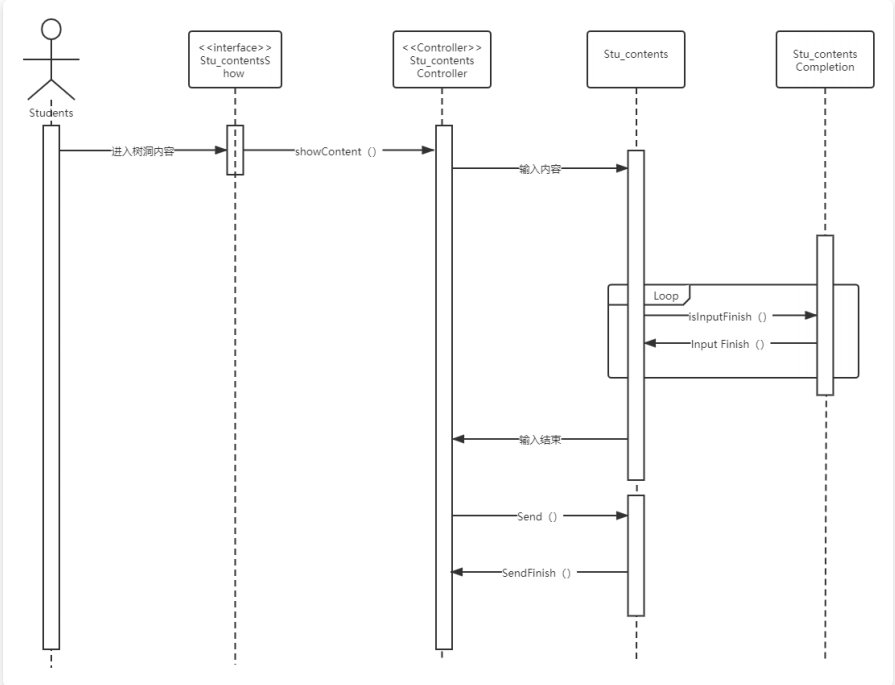 <<interface>>
Stu_contentsS
how
<<Controller>>
Stu_contents
Controller
Stu_contents
Stu_contents
Completion
Students
进入树洞内容
showContent（）
输入内容
Loop
isInputFinish（）
Input Finish（）
输入结束
Send（）
SendFinish（）